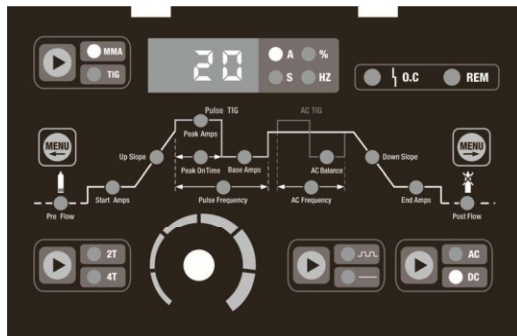 MMA
TIG
20
A
%
S
HZ
O.C
REM
Pulse TIG
AC TIG
Peak Amps
MENU
MENU
Up Slope
Peak OnTime
Base Amps
AC Balance
Down Slope
Start Amps
Pulse Frequency
AC Frequency
End Amps
Pre Flow
Post Flow
2T
4T
AC
DC